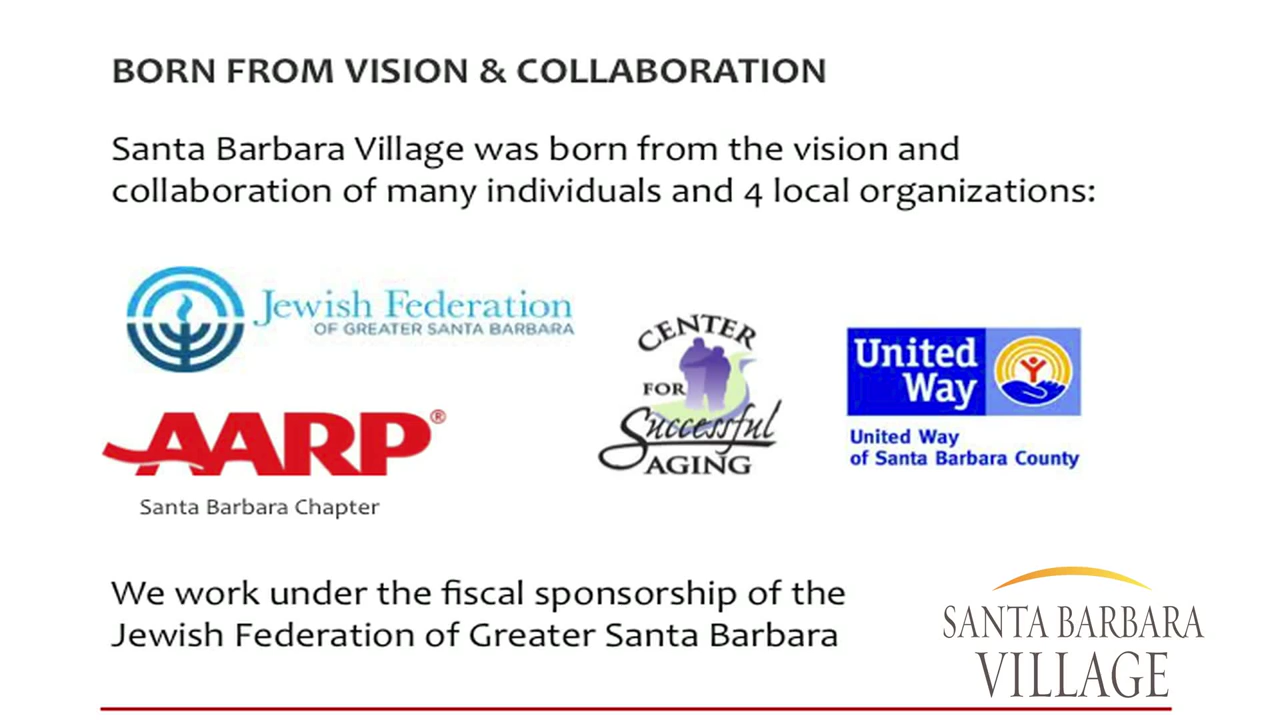 BORN FROM VISION & COLLABORATION
Santa Barbara Village was born from the vision and
collaboration of many individuals and 4 local organizations:
Jewish Federation
OF GREATER SANTA BARBARA
AARP®
Santa Barbara Chapter
CENTER
FOR
Successful
AGING
United
Way
United Way
of Santa Barbara County
We work under the fiscal sponsorship of the
Jewish Federation of Greater Santa Barbara
SANTA BARBARA
VILLAGE